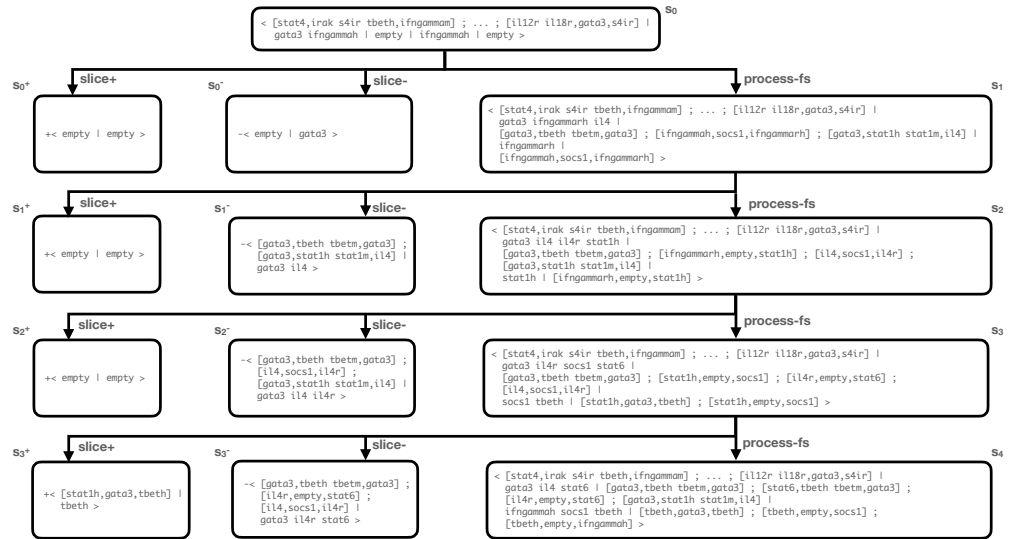 s0
< [stat4,irak s4ir tbeth,ifngammam] ; ... ; [il12r il18r,gata3,s4ir] |
gata3 ifngammah | empty | ifngammah | empty >
s0+
slice+
s0-
slice-
process-fs
s1
+< empty | empty >
-< empty | gata3 >
< [stat4,irak s4ir tbeth,ifngammam] ; ... ; [il12r il18r,gata3,s4ir] |
gata3 ifngammarh il4 |
[gata3,tbeth tbetm,gata3] ; [ifngammah,socs1,ifngammarh] ; [gata3,stat1h stat1m,il4] |
ifngammarh |
[ifngammah,socs1,ifngammarh] >
s1+
slice+
s1-
slice-
process-fs
s2
+< empty | empty >
-< [gata3,tbeth tbetm,gata3] ;
[gata3,stat1h stat1m,il4] |
gata3 il4 >
< [stat4,irak s4ir tbeth,ifngammam] ; ... ; [il12r il18r,gata3,s4ir] |
gata3 il4 il4r stat1h |
[gata3,tbeth tbetm,gata3] ; [ifngammarh,empty,stat1h] ; [il4,socs1,il4r] ;
[gata3,stat1h stat1m,il4] |
stat1h | [ifngammarh,empty,stat1h] >
s2+
slice+
s2-
slice-
process-fs
s3
+< empty | empty >
-< [gata3,tbeth tbetm,gata3] ;
[il4,socs1,il4r] ;
[gata3,stat1h stat1m,il4] |
gata3 il4 il4r >
< [stat4,irak s4ir tbeth,ifngammam] ; ... ; [il12r il18r,gata3,s4ir] |
gata3 il4r socs1 stat6 |
[gata3,tbeth tbetm,gata3] ; [stat1h,empty,socs1] ; [il4r,empty,stat6] ;
[il4,socs1,il4r] |
socs1 tbeth | [stat1h,gata3,tbeth] ; [stat1h,empty,socs1] >
s3+
slice+
s3-
slice-
process-fs
s4
+< [stat1h,gata3,tbeth] |
tbeth >
-< [gata3,tbeth tbetm,gata3] ;
[il4r,empty,stat6] ;
[il4,socs1,il4r] |
gata3 il4r stat6 >
< [stat4,irak s4ir tbeth,ifngammam] ; ... ; [il12r il18r,gata3,s4ir] |
gata3 il4 stat6 | [gata3,tbeth tbetm,gata3] ; [stat6,tbeth tbetm,gata3] ;
[il4r,empty,stat6] ; [gata3,stat1h stat1m,il4] |
ifngammah socs1 tbeth | [tbeth,gata3,tbeth] ; [tbeth,empty,socs1] ;
[tbeth,empty,ifngammah] >